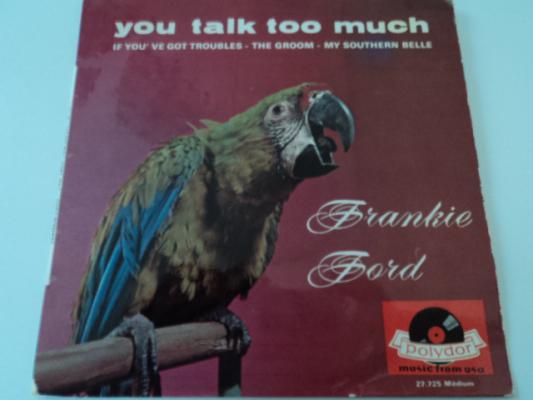 you talk too much
IF YOU' VE GOT TROUBLES - THE GROOM - MY SOUTHERN BELLE
Frankie
Ford
polydor
music from usa
27.725 Médium